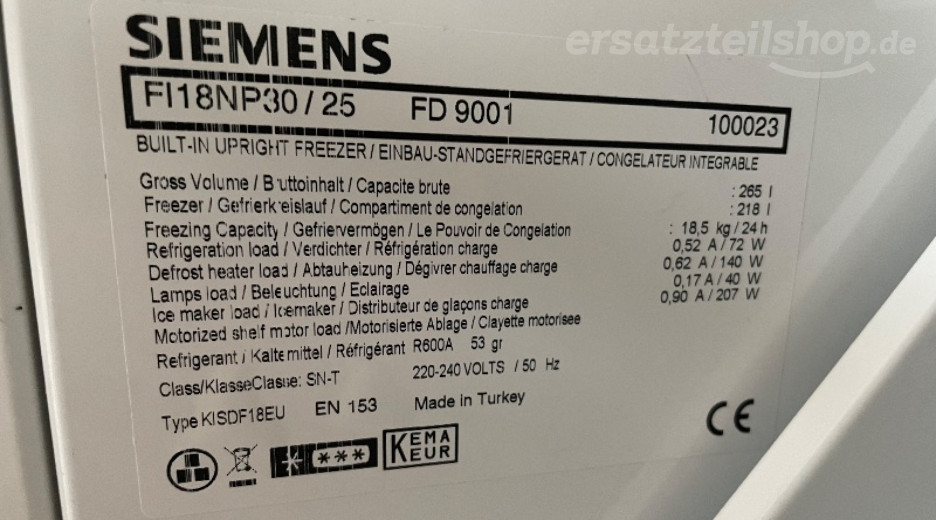 SIEMENS
ersatzteilshop.de
FI18NP30 / 25 FD 9001 100023
BUILT-IN UPRIGHT FREEZER / EINBAU-STANDGEFRIERGERAT / CONGELATEUR INTEGRABLE
Gross Volume / Bruttoinhalt / Capacite brute : 265 l
Freezer / Gefrierkreislauf / Compartiment de congelation : 218 l
Freezing Capacity / Gefriervermögen / Le Pouvoir de Congelation : 18,5 kg / 24 h
Refrigeration load / Verdichter / Réfrigération charge 0,52 A / 72 W
Defrost heater load / Abtauheizung / Dégivrer chauffage charge 0,62 A / 140 W
Lamps load / Beleuchtung / Eclairage 0,17 A / 40 W
Ice maker load / Icemaker / Distributeur de glaçons charge 0,90 A / 207 W
Motorized shelf motor load /Motorisierte Ablage / Clayette motorisee
Refrigerant / Kaltemittel / Réfrigérant R600A 53 gr
Class/KlasseClasse: SN-T 220-240 VOLTS / 50 Hz
Type KISDF18EU EN 153 Made in Turkey
CE
***
KEMA
KEUR